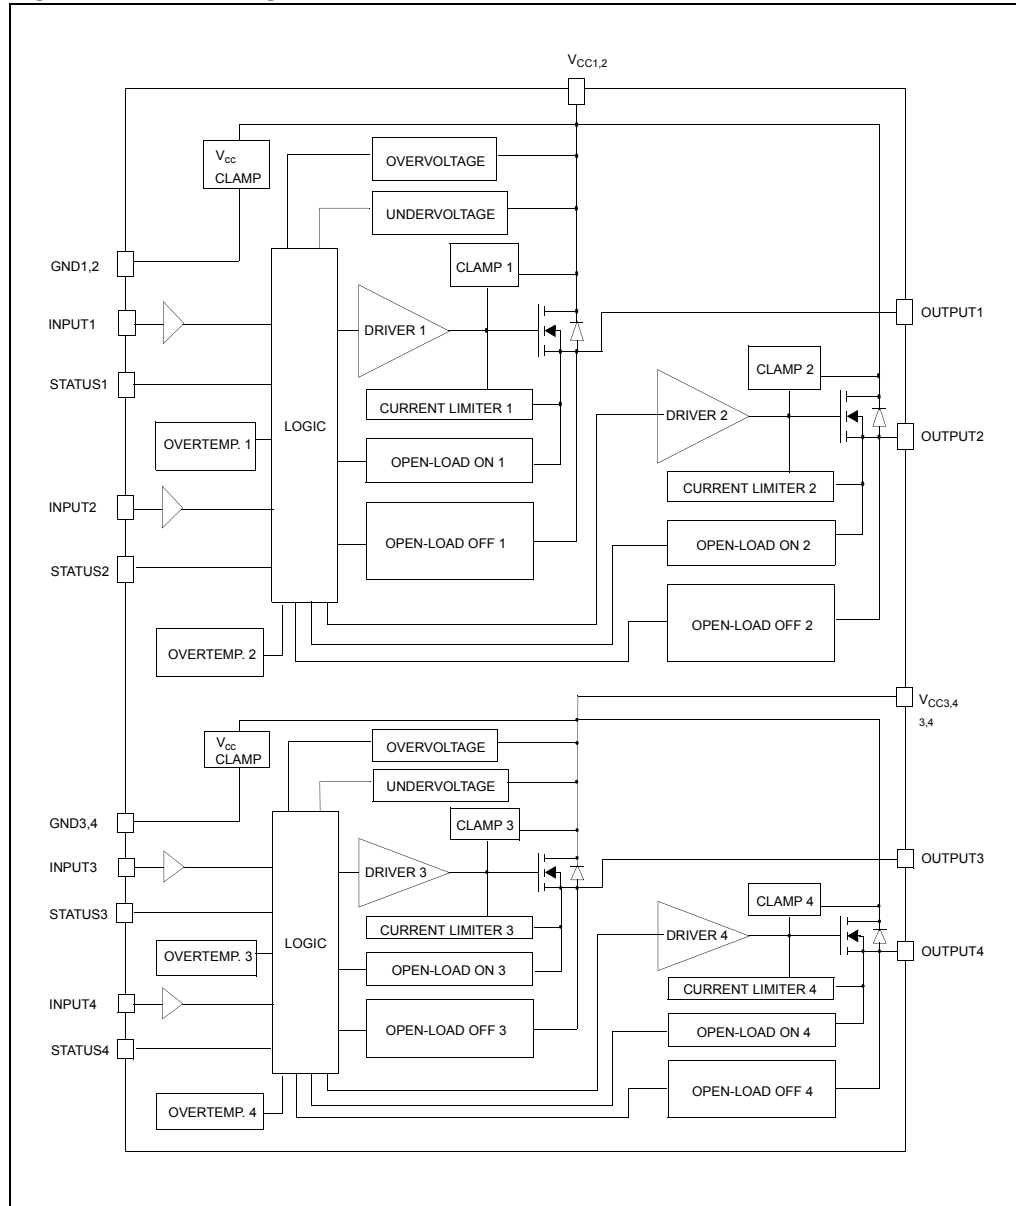 V_CC1,2
V_cc
CLAMP
OVERVOLTAGE
UNDERVOLTAGE
GND1,2
CLAMP 1
INPUT1
DRIVER 1
OUTPUT1
STATUS1
CLAMP 2
CURRENT LIMITER 1
LOGIC
DRIVER 2
OVERTEMP. 1
OUTPUT2
OPEN-LOAD ON 1
CURRENT LIMITER 2
INPUT2
OPEN-LOAD OFF 1
OPEN-LOAD ON 2
STATUS2
OPEN-LOAD OFF 2
OVERTEMP. 2
V_CC3,4
3,4
V_cc
CLAMP
OVERVOLTAGE
UNDERVOLTAGE
GND3,4
CLAMP 3
INPUT3
DRIVER 3
OUTPUT3
STATUS3
CLAMP 4
CURRENT LIMITER 3
LOGIC
DRIVER 4
OVERTEMP. 3
OUTPUT4
OPEN-LOAD ON 3
CURRENT LIMITER 4
INPUT4
OPEN-LOAD OFF 3
OPEN-LOAD ON 4
STATUS4
OPEN-LOAD OFF 4
OVERTEMP. 4